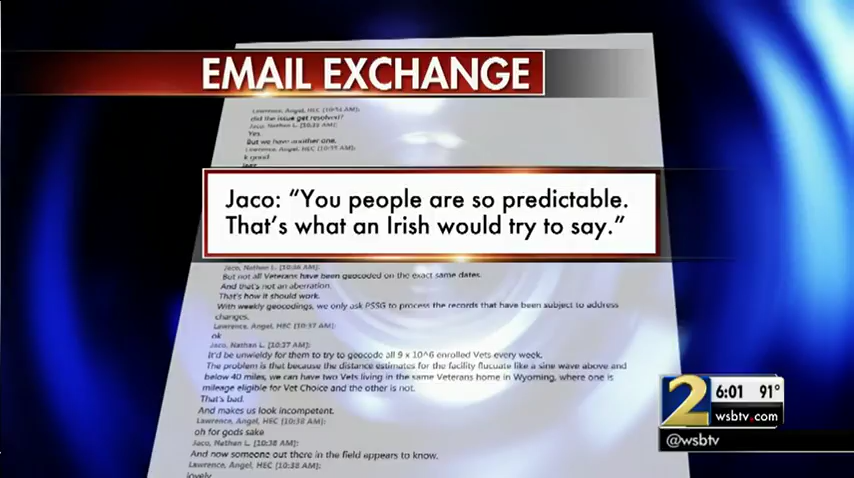 EMAIL EXCHANGE
Lawrence, Angel, HEC [10:34 AM]:
did the issue get resolved?
Jaco, Nathan L. [10:35 AM]:
Yes.
But we have another one.
Lawrence, Angel, HEC [10:35 AM]:
k good
Jaco: “You people are so predictable.
That’s what an Irish would try to say.”
Jaco, Nathan L. [10:36 AM]:
But not all Veterans have been geocoded on the exact same dates.
And that's not an aberration.
That's how it should work.
With weekly geocodings, we only ask PSSG to process the records that have been subject to address
changes.
Lawrence, Angel, HEC [10:37 AM]:
ok
Jaco, Nathan L. [10:37 AM]:
It'd be unwieldy for them to try to geocode all 9 x 10^6 enrolled Vets every week.
The problem is that because the distance estimates for the facility flucuate like a sine wave above and
below 40 miles, we can have two Vets living in the same Veterans home in Wyoming, where one is
mileage eligible for Vet Choice and the other is not.
That's bad.
And makes us look incompetent.
Lawrence, Angel, HEC [10:38 AM]:
oh for gods sake
Jaco, Nathan L. [10:38 AM]:
And now someone out there in the field appears to know.
Lawrence, Angel, HEC [10:38 AM]:
lovely
2 6:01 91°
wsbtv.com
@wsbtv